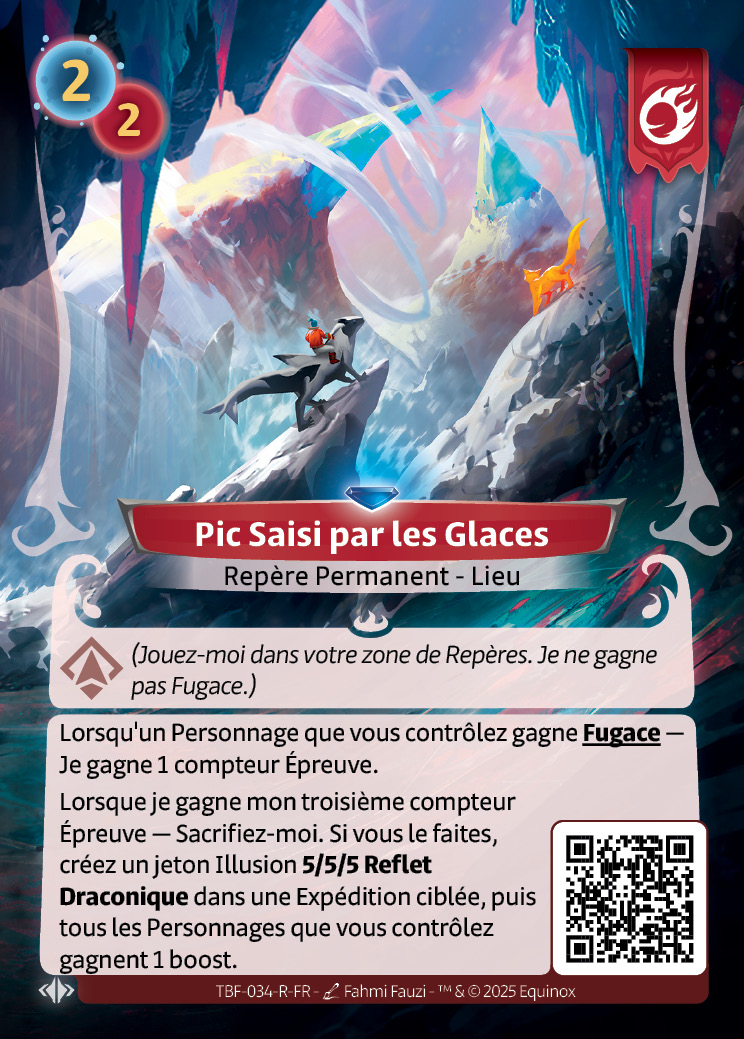 2
2
Pic Saisi par les Glaces
Repère Permanent - Lieu
(Jouez-moi dans votre zone de Repères. Je ne gagne
pas Fugace.)
Lorsqu'un Personnage que vous contrôlez gagne Fugace —
Je gagne 1 compteur Épreuve.
Lorsque je gagne mon troisième compteur
Épreuve — Sacrifiez-moi. Si vous le faites,
créez un jeton Illusion 5/5/5 Reflet
Draconique dans une Expédition ciblée, puis
tous les Personnages que vous contrôlez
gagnent 1 boost.
TBF-034-R-FR - Fahmi Fauzi - ™ & © 2025 Equinox